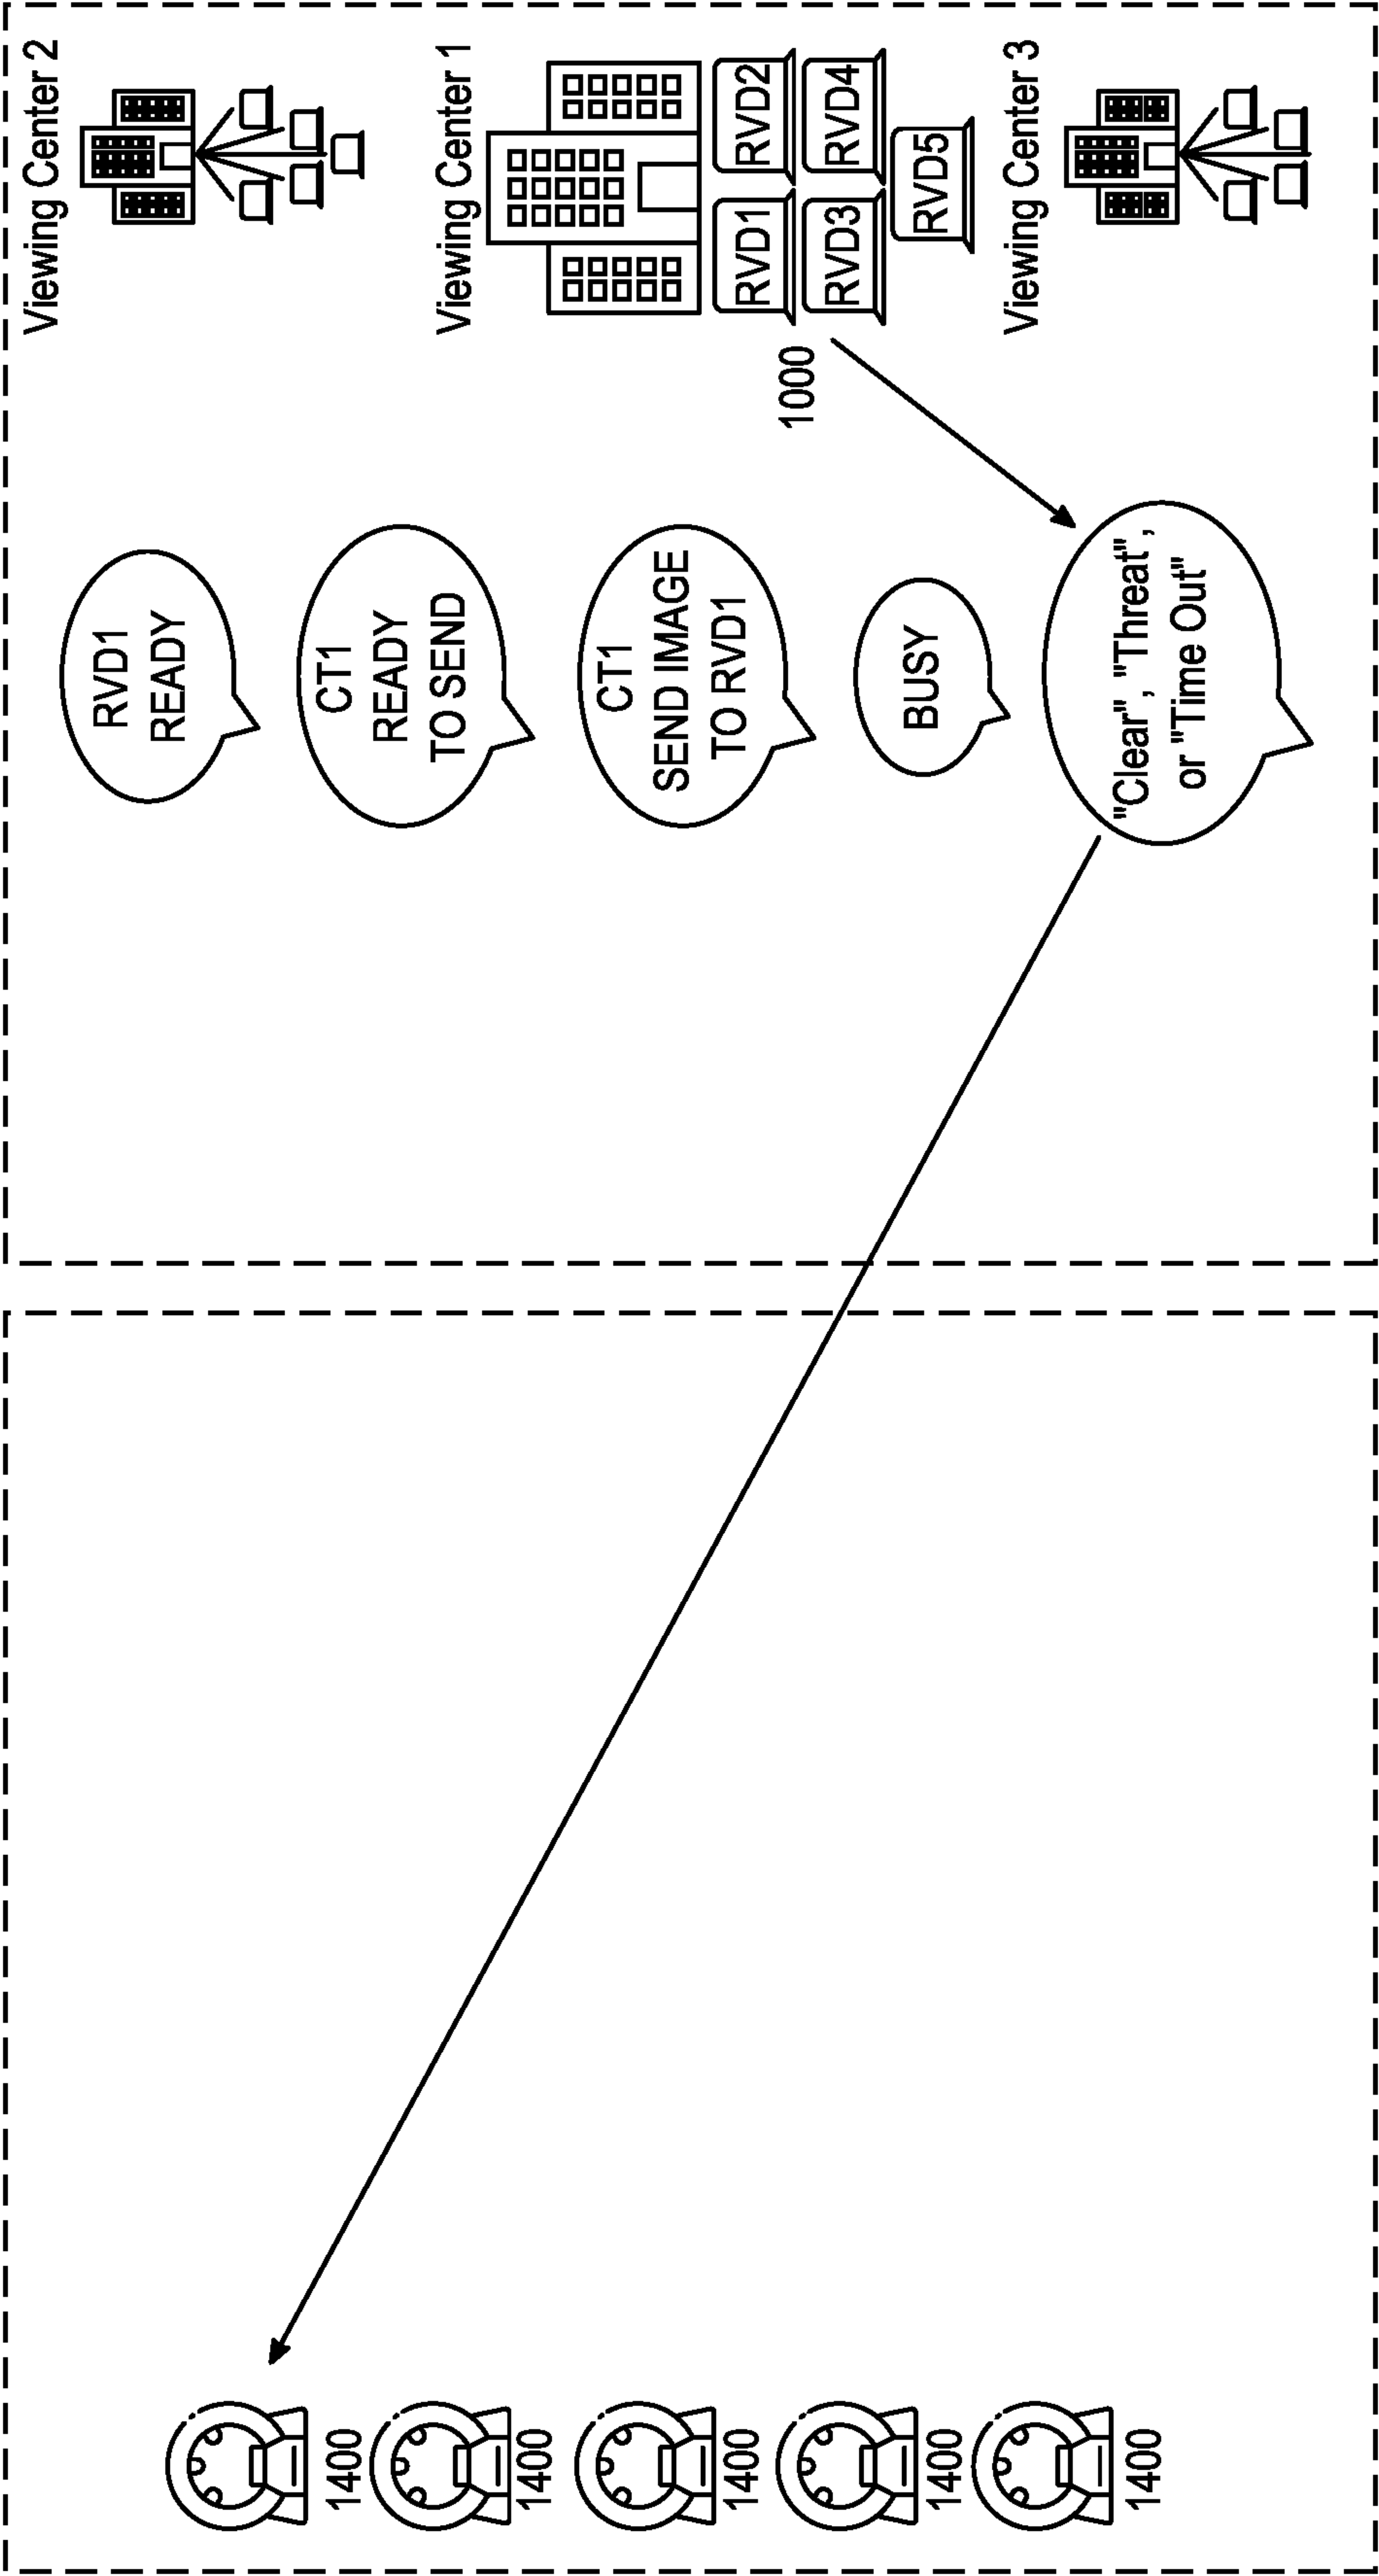 Viewing Center 2
Viewing Center 1
RVD1
RVD2
RVD3
RVD4
RVD5
1000
Viewing Center 3
RVD1
READY
CT1
READY
TO SEND
CT1
SEND IMAGE
TO RVD1
BUSY
"Clear", "Threat",
or "Time Out"
1400
1400
1400
1400
1400